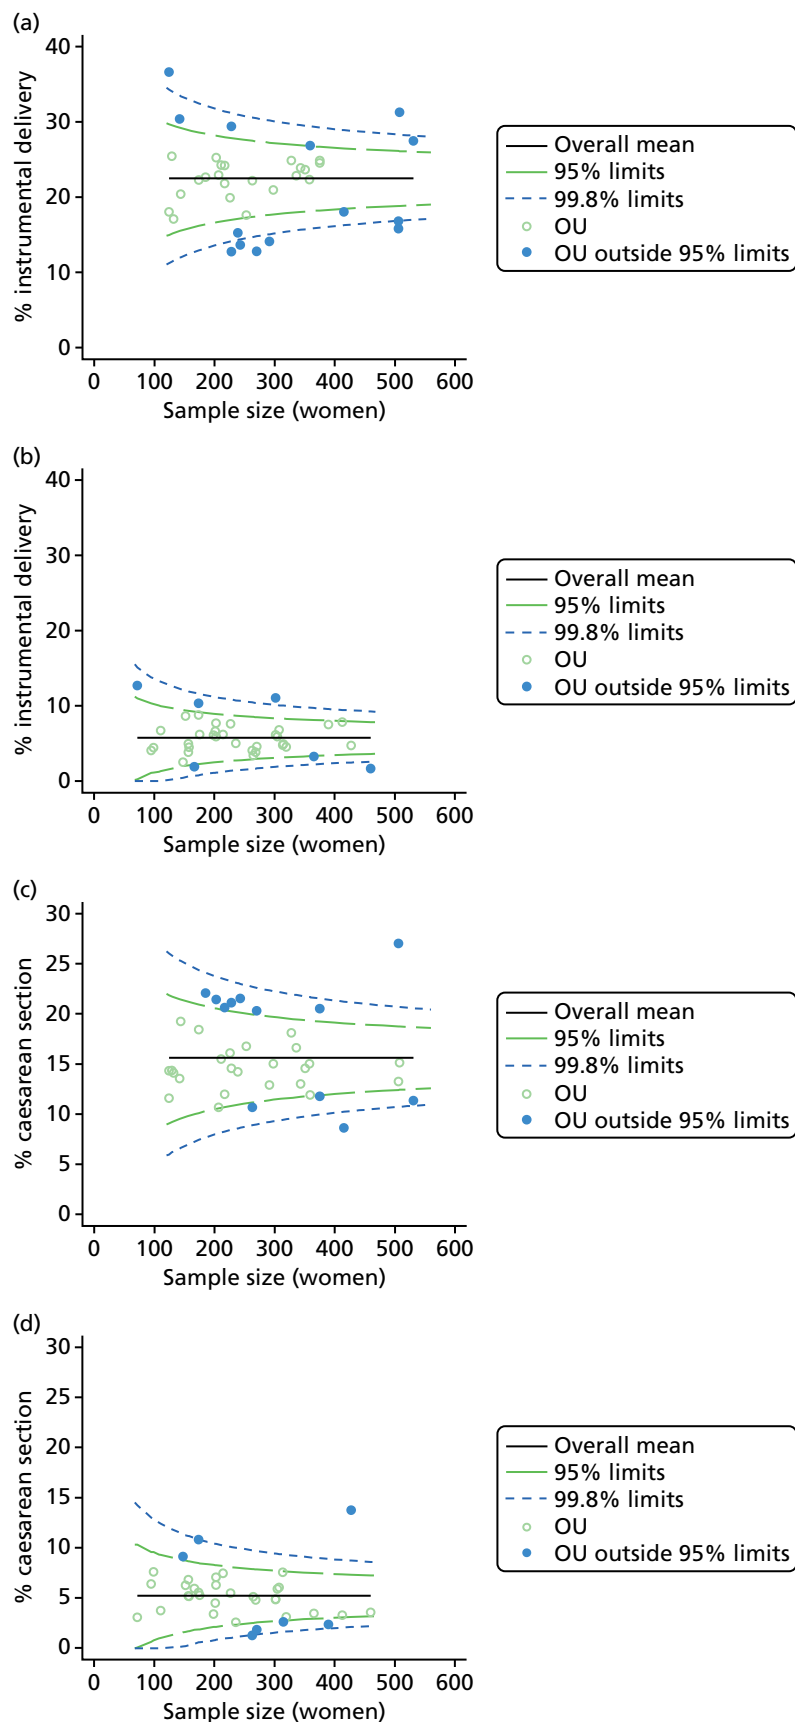 (a)
40
30
20
10
0
% instrumental delivery
0 100 200 300 400 500 600
Sample size (women)
Overall mean
95% limits
99.8% limits
OU
OU outside 95% limits
(b)
40
30
20
10
0
% instrumental delivery
0 100 200 300 400 500 600
Sample size (women)
Overall mean
95% limits
99.8% limits
OU
OU outside 95% limits
(c)
30
25
20
15
10
5
0
% caesarean section
0 100 200 300 400 500 600
Sample size (women)
Overall mean
95% limits
99.8% limits
OU
OU outside 95% limits
(d)
30
25
20
15
10
5
0
% caesarean section
0 100 200 300 400 500 600
Sample size (women)
Overall mean
95% limits
99.8% limits
OU
OU outside 95% limits